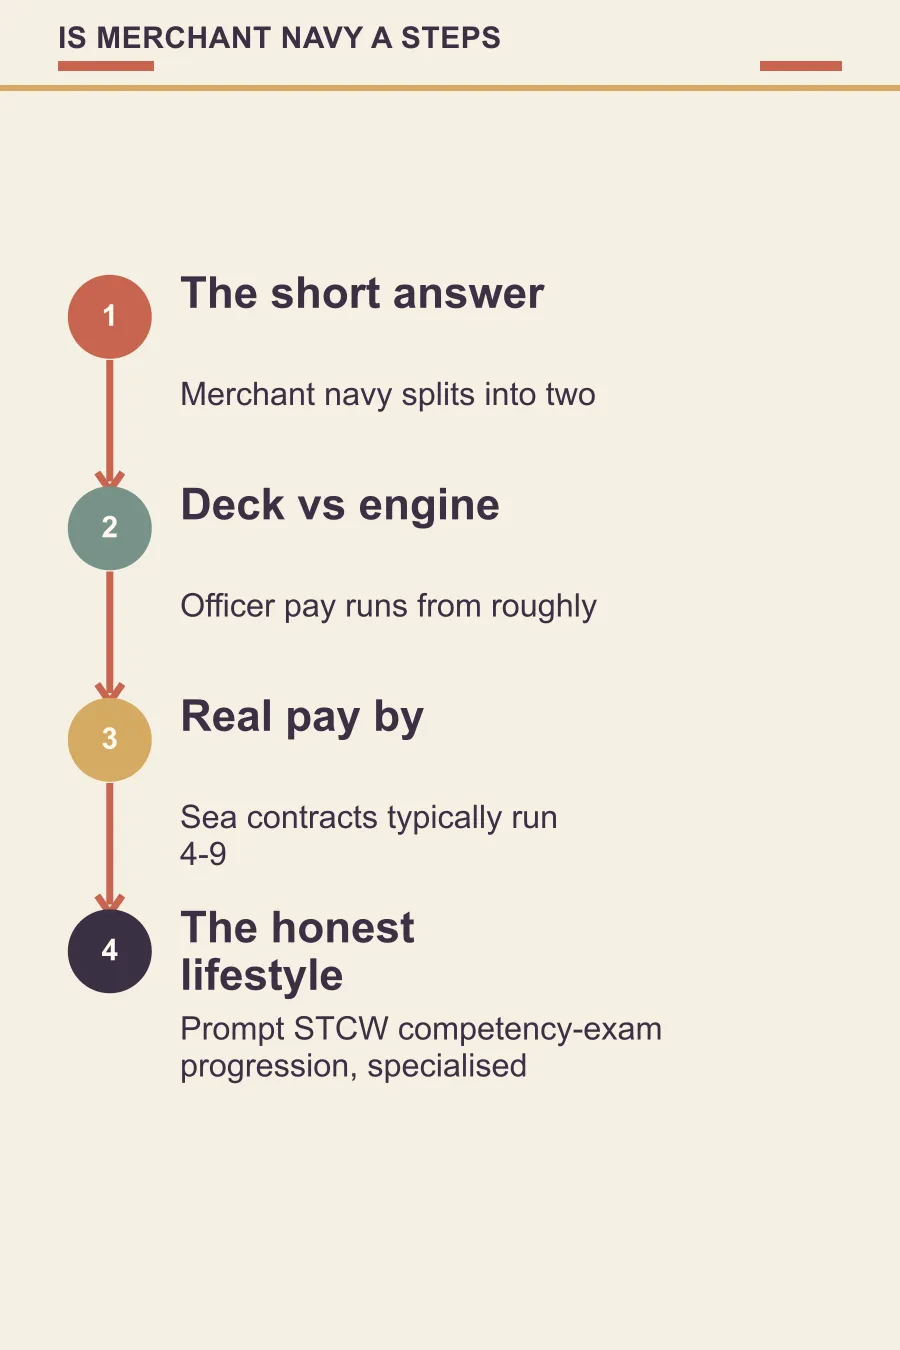 IS MERCHANT NAVY A STEPS
1
The short answer
Merchant navy splits into two
2
Deck vs engine
Officer pay runs from roughly
3
Real pay by
Sea contracts typically run
4-9
4
The honest
lifestyle
Prompt STCW competency-exam
progression, specialised